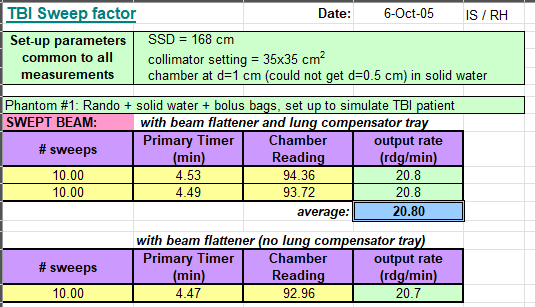 TBI Sweep factor Date: 6-Oct-05 IS / RH
Set-up parameters common to all measurements
SSD = 168 cm
collimator setting = 35x35 cm²
chamber at d=1 cm (could not get d=0.5 cm) in solid water
Phantom #1: Rando + solid water + bolus bags, set up to simulate TBI patient
SWEPT BEAM: with beam flattener and lung compensator tray
# sweeps Primary Timer (min) Chamber Reading output rate (rdg/min)
10.00 4.53 94.36 20.8
10.00 4.49 93.72 20.8
average: 20.80
with beam flattener (no lung compensator tray)
# sweeps Primary Timer (min) Chamber Reading output rate (rdg/min)
10.00 4.47 92.96 20.7